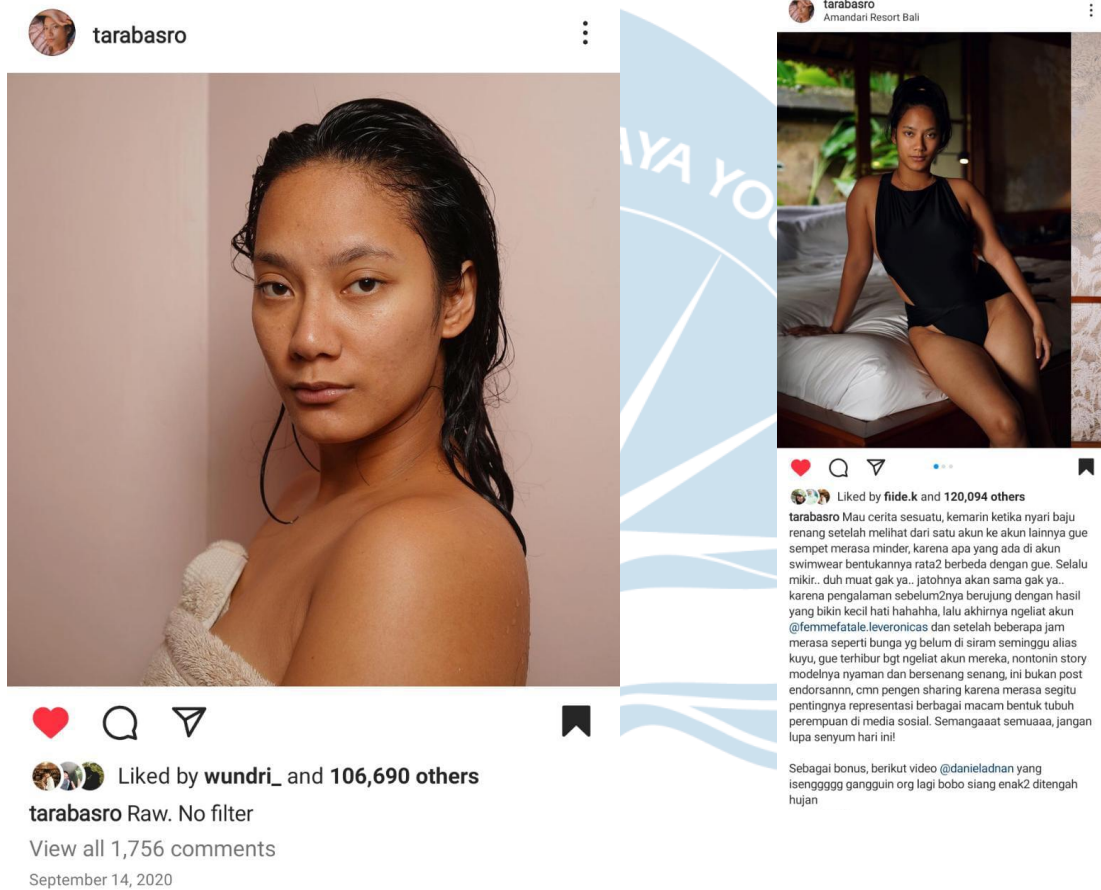 tarabasro
Liked by wundri_ and 106,690 others
tarabasro Raw. No filter
View all 1,756 comments
September 14, 2020
AYA YO
tarabasro
Amandari Resort Bali
Liked by fiide.k and 120,094 others
tarabasro Mau cerita sesuatu, kemarin ketika nyari baju
renang setelah melihat dari satu akun ke akun lainnya gue
sempet merasa minder, karena apa yang ada di akun
swimwear bentukannya rata2 berbeda dengan gue. Selalu
mikir.. duh muat gak ya.. jatohnya akan sama gak ya..
karena pengalaman sebelum2nya berujung dengan hasil
yang bikin kecil hati hahahha, lalu akhirnya ngeliat akun
@femmefatale.leveronicas dan setelah beberapa jam
merasa seperti bunga yg belum di siram seminggu alias
kuyu, gue terhibur bgt ngeliat akun mereka, nontonin story
modelnya nyaman dan bersenang senang, ini bukan post
endorsannn, cmn pengen sharing karena merasa segitu
pentingnya representasi berbagai macam bentuk tubuh
perempuan di media sosial. Semangaaat semuaaa, jangan
lupa senyum hari ini!
Sebagai bonus, berikut video @danieladnan yang
isenggggg gangguin org lagi bobo siang enak2 ditengah
hujan